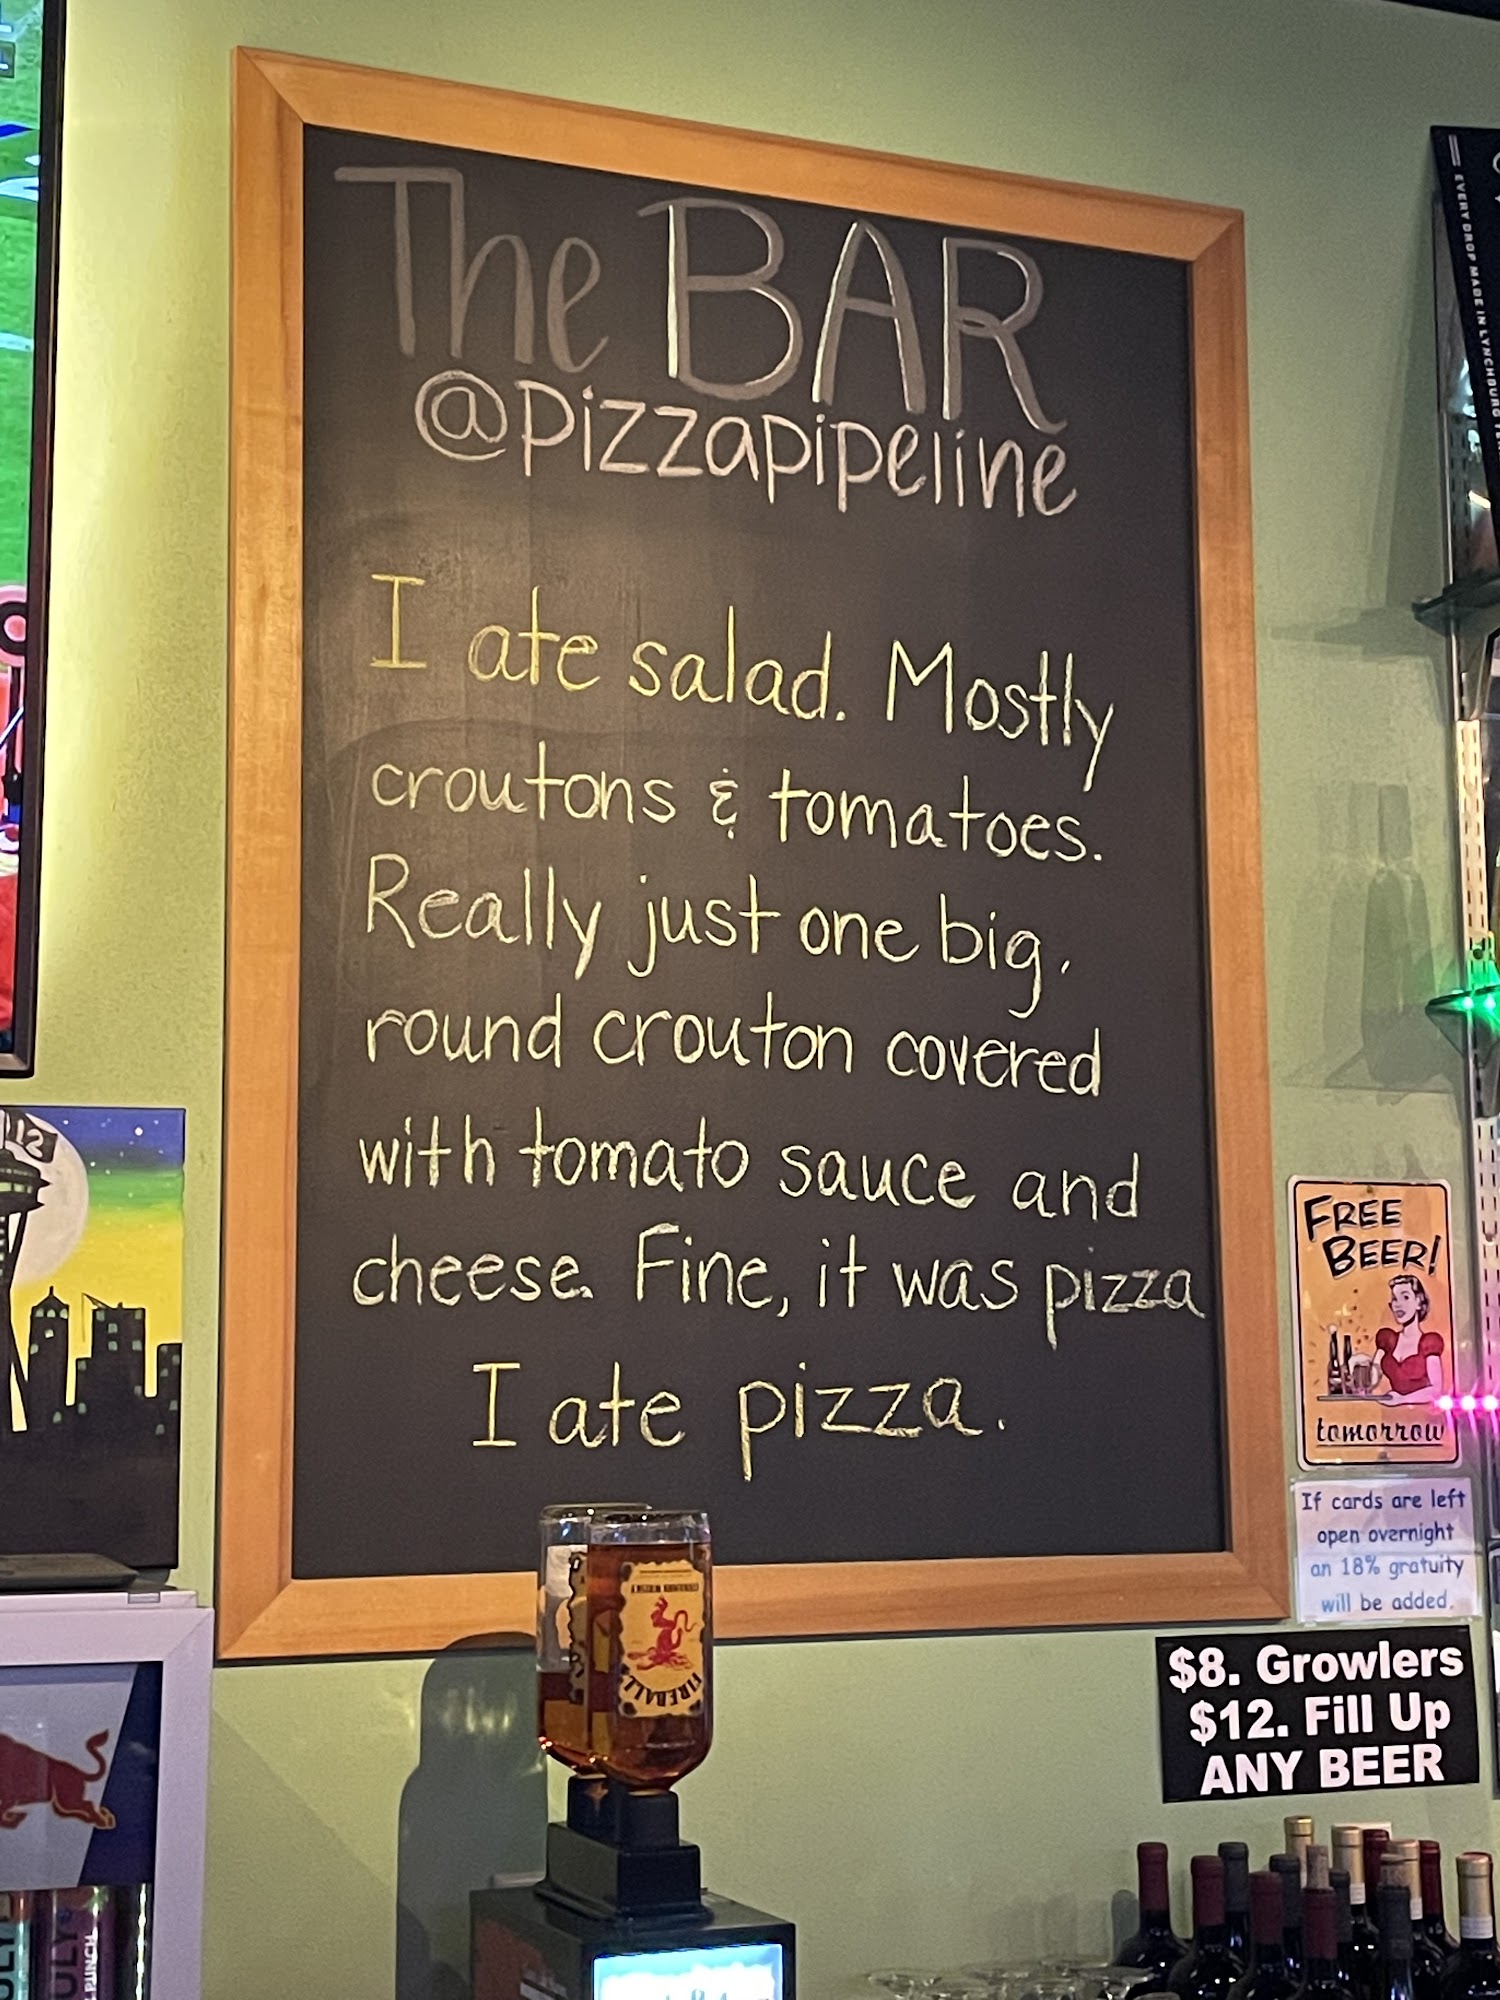 The BAR
@pizzapipeline
I ate salad. Mostly
croutons & tomatoes.
Really just one big,
round crouton covered
with tomato sauce and
cheese. Fine, it was pizza
I ate pizza.
12
EVERY DROP MADE IN LYNCHBURG
FREE
BEER!
tomorrow
If cards are left
open overnight
an 18% gratuity
will be added.
$8. Growlers
$12. Fill Up
ANY BEER
FIREBALL
PUNCH